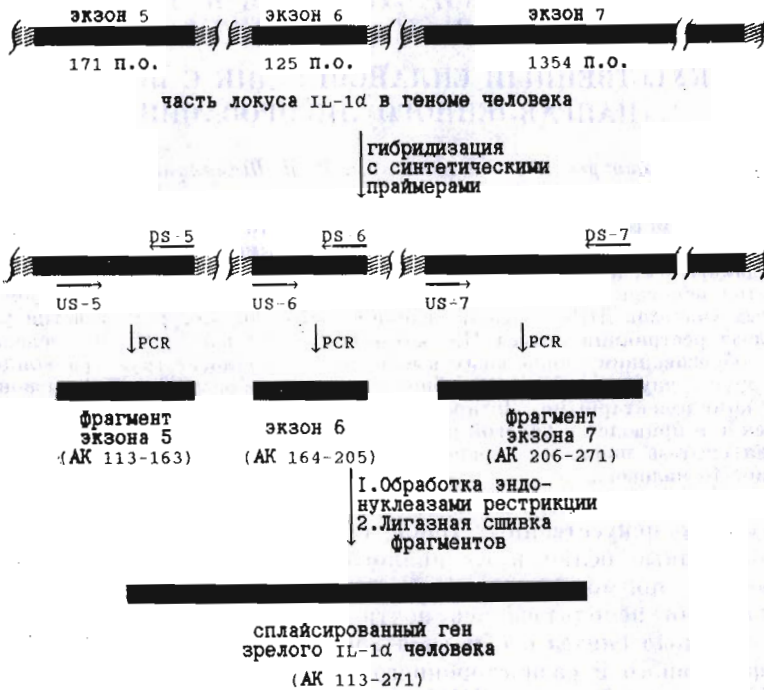 ЭКЗОН 5 ЭКЗОН 6 ЭКЗОН 7
171 П.О. 125 П.О. 1354 П.О.
часть локуса IL-1α в геноме человека
гибридизация
с синтетическими
праймерами
DS-5 DS-6 DS-7
US-5 US-6 US-7
PCR PCR PCR
фрагмент
экзона 5
(АК 113-163)
экзон 6
(АК 164-205)
фрагмент
экзона 7
(АК 206-271)
I.Обработка эндо-
нуклеазами рестрикции
2.Лигазная сшивка
фрагментов
сплайсированный ген
зрелого IL-1α человека
(АК 113-271)